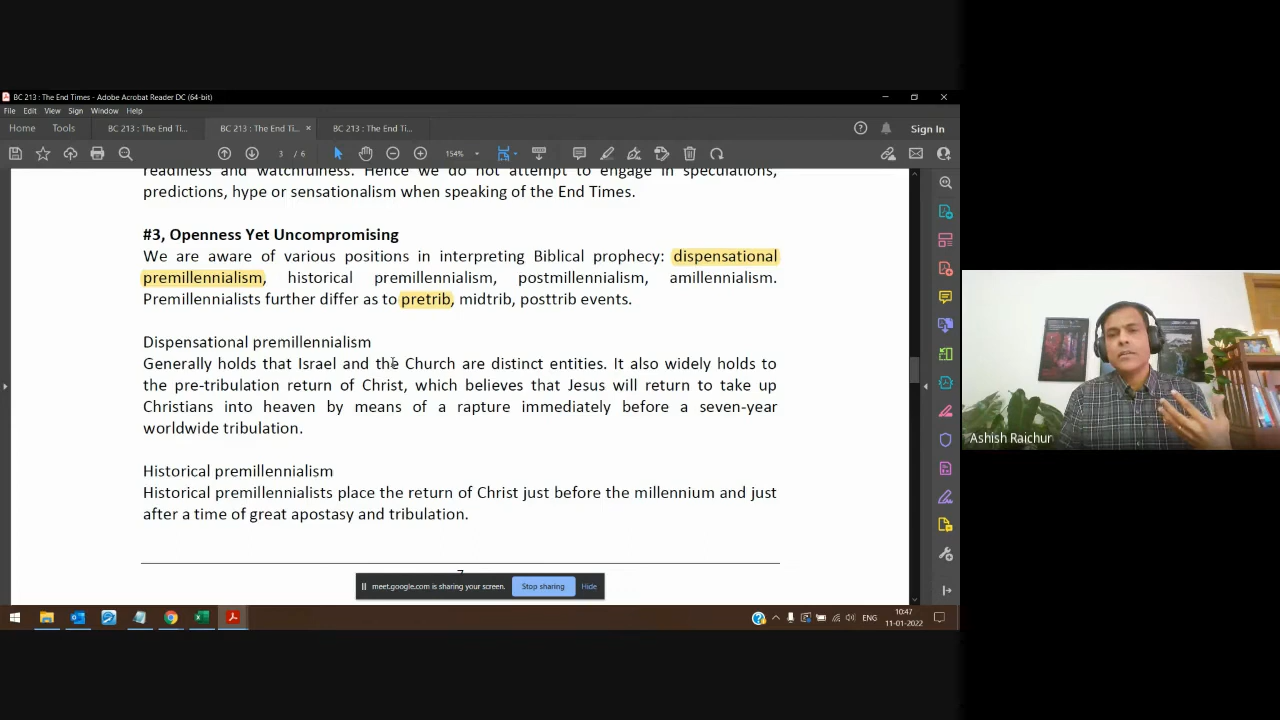 BC 213 : The End Times - Adobe Acrobat Reader DC (64-bit)
File Edit View Sign Window Help
Home Tools BC 213 : The End Ti... BC 213 : The End Ti... × BC 213 : The End Ti... Sign In
3 / 6 154%
readiness and watchfulness. Hence we do not attempt to engage in speculations,
predictions, hype or sensationalism when speaking of the End Times.
#3, Openness Yet Uncompromising
We are aware of various positions in interpreting Biblical prophecy: dispensational
premillennialism, historical premillennialism, postmillennialism, amillennialism.
Premillennialists further differ as to pretrib, midtrib, posttrib events.
Dispensational premillennialism
Generally holds that Israel and the Church are distinct entities. It also widely holds to
the pre-tribulation return of Christ, which believes that Jesus will return to take up
Christians into heaven by means of a rapture immediately before a seven-year
worldwide tribulation.
Historical premillennialism
Historical premillennialists place the return of Christ just before the millennium and just
after a time of great apostasy and tribulation.
7
meet.google.com is sharing your screen. Stop sharing Hide
ENG 10:47
11-01-2022
Ashish Raichur